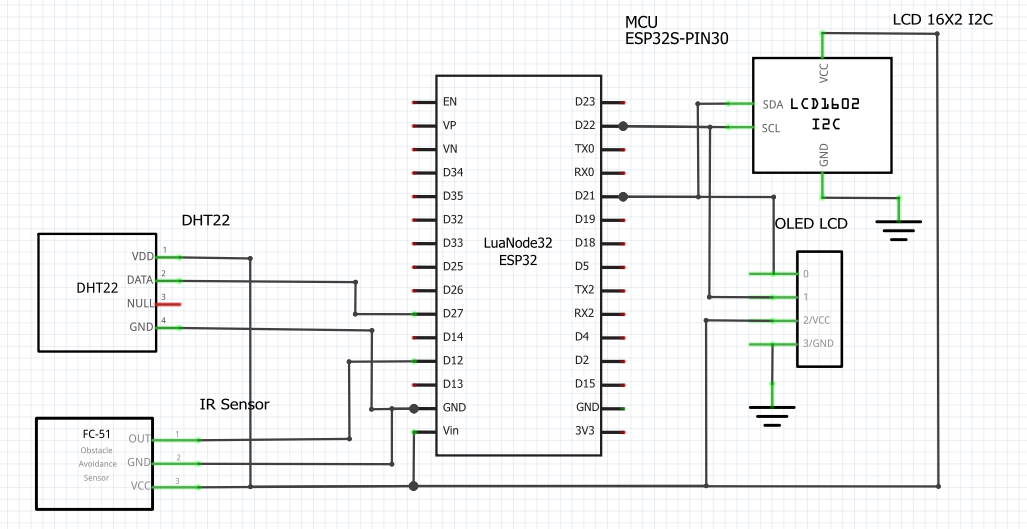 MCU
ESP32S-PIN30
LCD 16X2 I2C
VCC
SDA
SCL
LCD1602
I2C
GND
EN
VP
VN
D34
D35
D32
D33
D25
D26
D27
D14
D12
D13
GND
Vin
LuaNode32
ESP32
D23
D22
TX0
RX0
D21
D19
D18
D5
TX2
RX2
D4
D2
D15
GND
3V3
OLED LCD
0
1
2/VCC
3/GND
DHT22
DHT22
VDD 1
DATA 2
NULL 3
GND 4
IR Sensor
FC-51
Obstacle
Avoidance
Sensor
OUT 1
GND 2
VCC 3